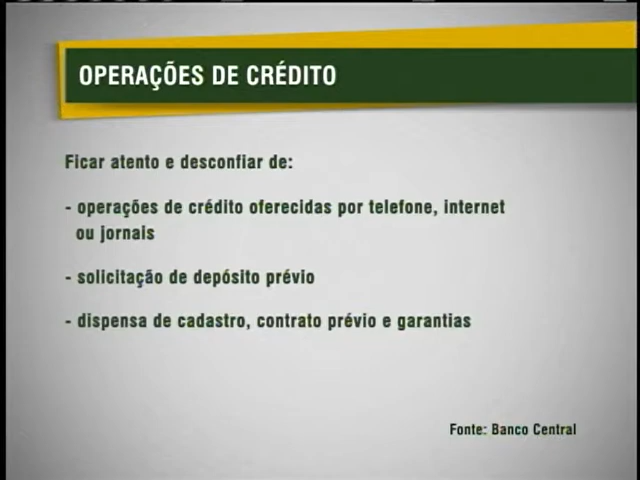 OPERAÇÕES DE CRÉDITO
Ficar atento e desconfiar de:
- operações de crédito oferecidas por telefone, internet
ou jornais
- solicitação de depósito prévio
- dispensa de cadastro, contrato prévio e garantias
Fonte: Banco Central